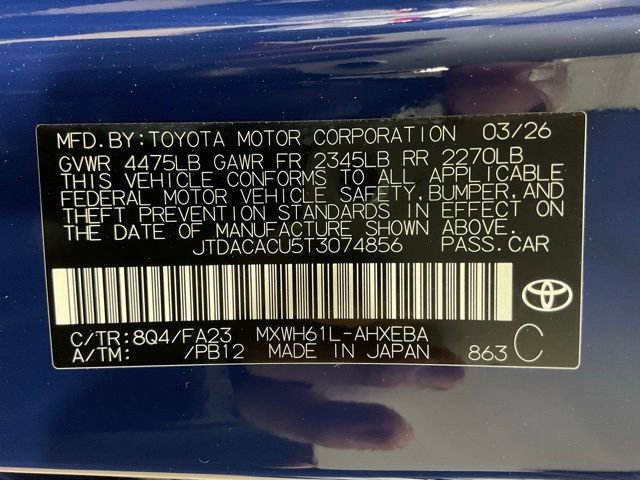 MFD.BY:TOYOTA MOTOR CORPORATION 03/26
GVWR 4475LB GAWR FR 2345LB RR 2270LB
THIS VEHICLE CONFORMS TO ALL APPLICABLE
FEDERAL MOTOR VEHICLE SAFETY,BUMPER,AND
THEFT PREVENTION STANDARDS IN EFFECT ON
THE DATE OF MANUFACTURE SHOWN ABOVE.
JTDACACU5T3074856 PASS.CAR
C/TR:8Q4/FA23 MXWH61L-AHXEBA
A/TM: /PB12 MADE IN JAPAN 863 C